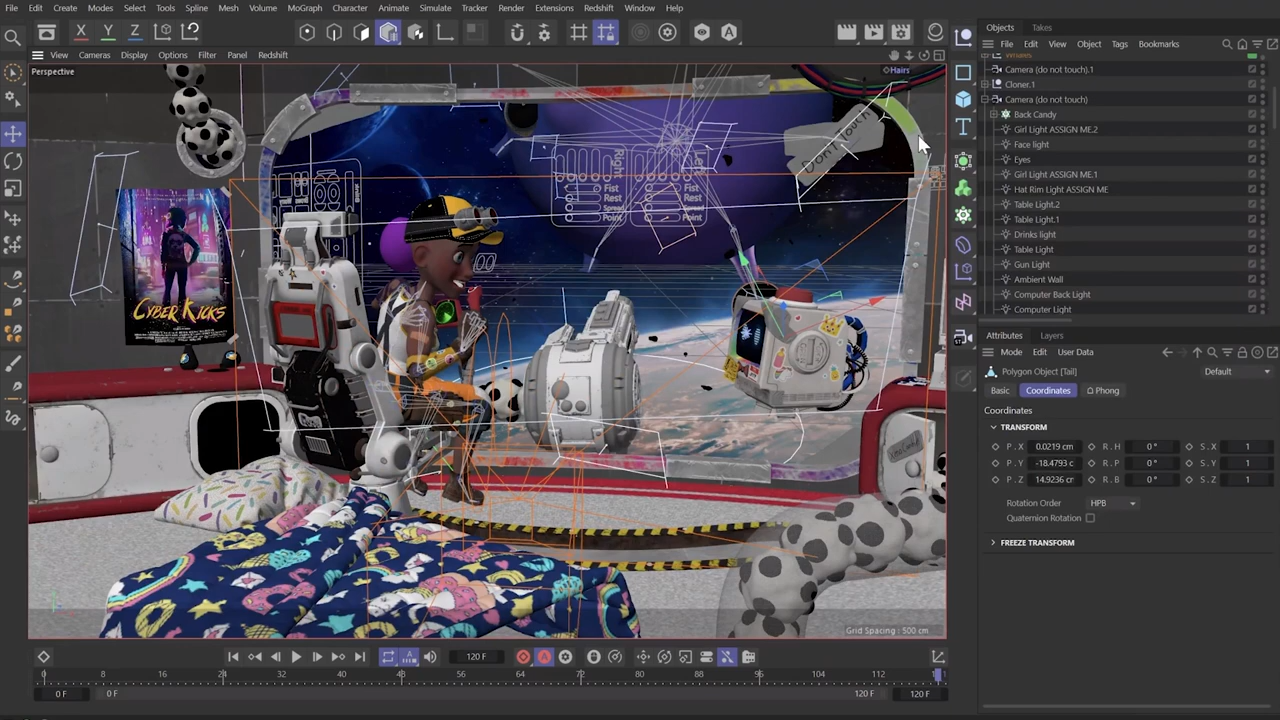 File Edit Create Modes Select Tools Spline Mesh Volume MoGraph Character Animate Simulate Tracker Render Extensions Redshift Window Help
X Y Z
View Cameras Display Options Filter Panel Redshift
Perspective
Hairs
Don't Touch
Right
Fist
Rest
Spread
Point
Left
Fist
Rest
Spread
Point
CYBER KICKS
Grid Spacing : 500 cm
120 F
0 8 16 24 32 40 48 56 64 72 80 88 96 104 112
0 F 0 F 120 F 120 F
Objects Takes
File Edit View Object Tags Bookmarks
Whales
Camera (do not touch).1
Cloner.1
Camera (do not touch)
Back Candy
Girl Light ASSIGN ME.2
Face light
Eyes
Girl Light ASSIGN ME.1
Hat Rim Light ASSIGN ME
Table Light.2
Table Light.1
Drinks light
Table Light
Gun Light
Ambient Wall
Computer Back Light
Computer Light
Attributes Layers
Mode Edit User Data
Polygon Object [Tail] Default
Basic Coordinates Phong
Coordinates
TRANSFORM
P . X 0.0219 cm R . H 0 ° S . X 1
P . Y -18.4793 c R . P 0 ° S . Y 1
P . Z 14.9236 cr R . B 0 ° S . Z 1
Rotation Order HPB
Quaternion Rotation
FREEZE TRANSFORM